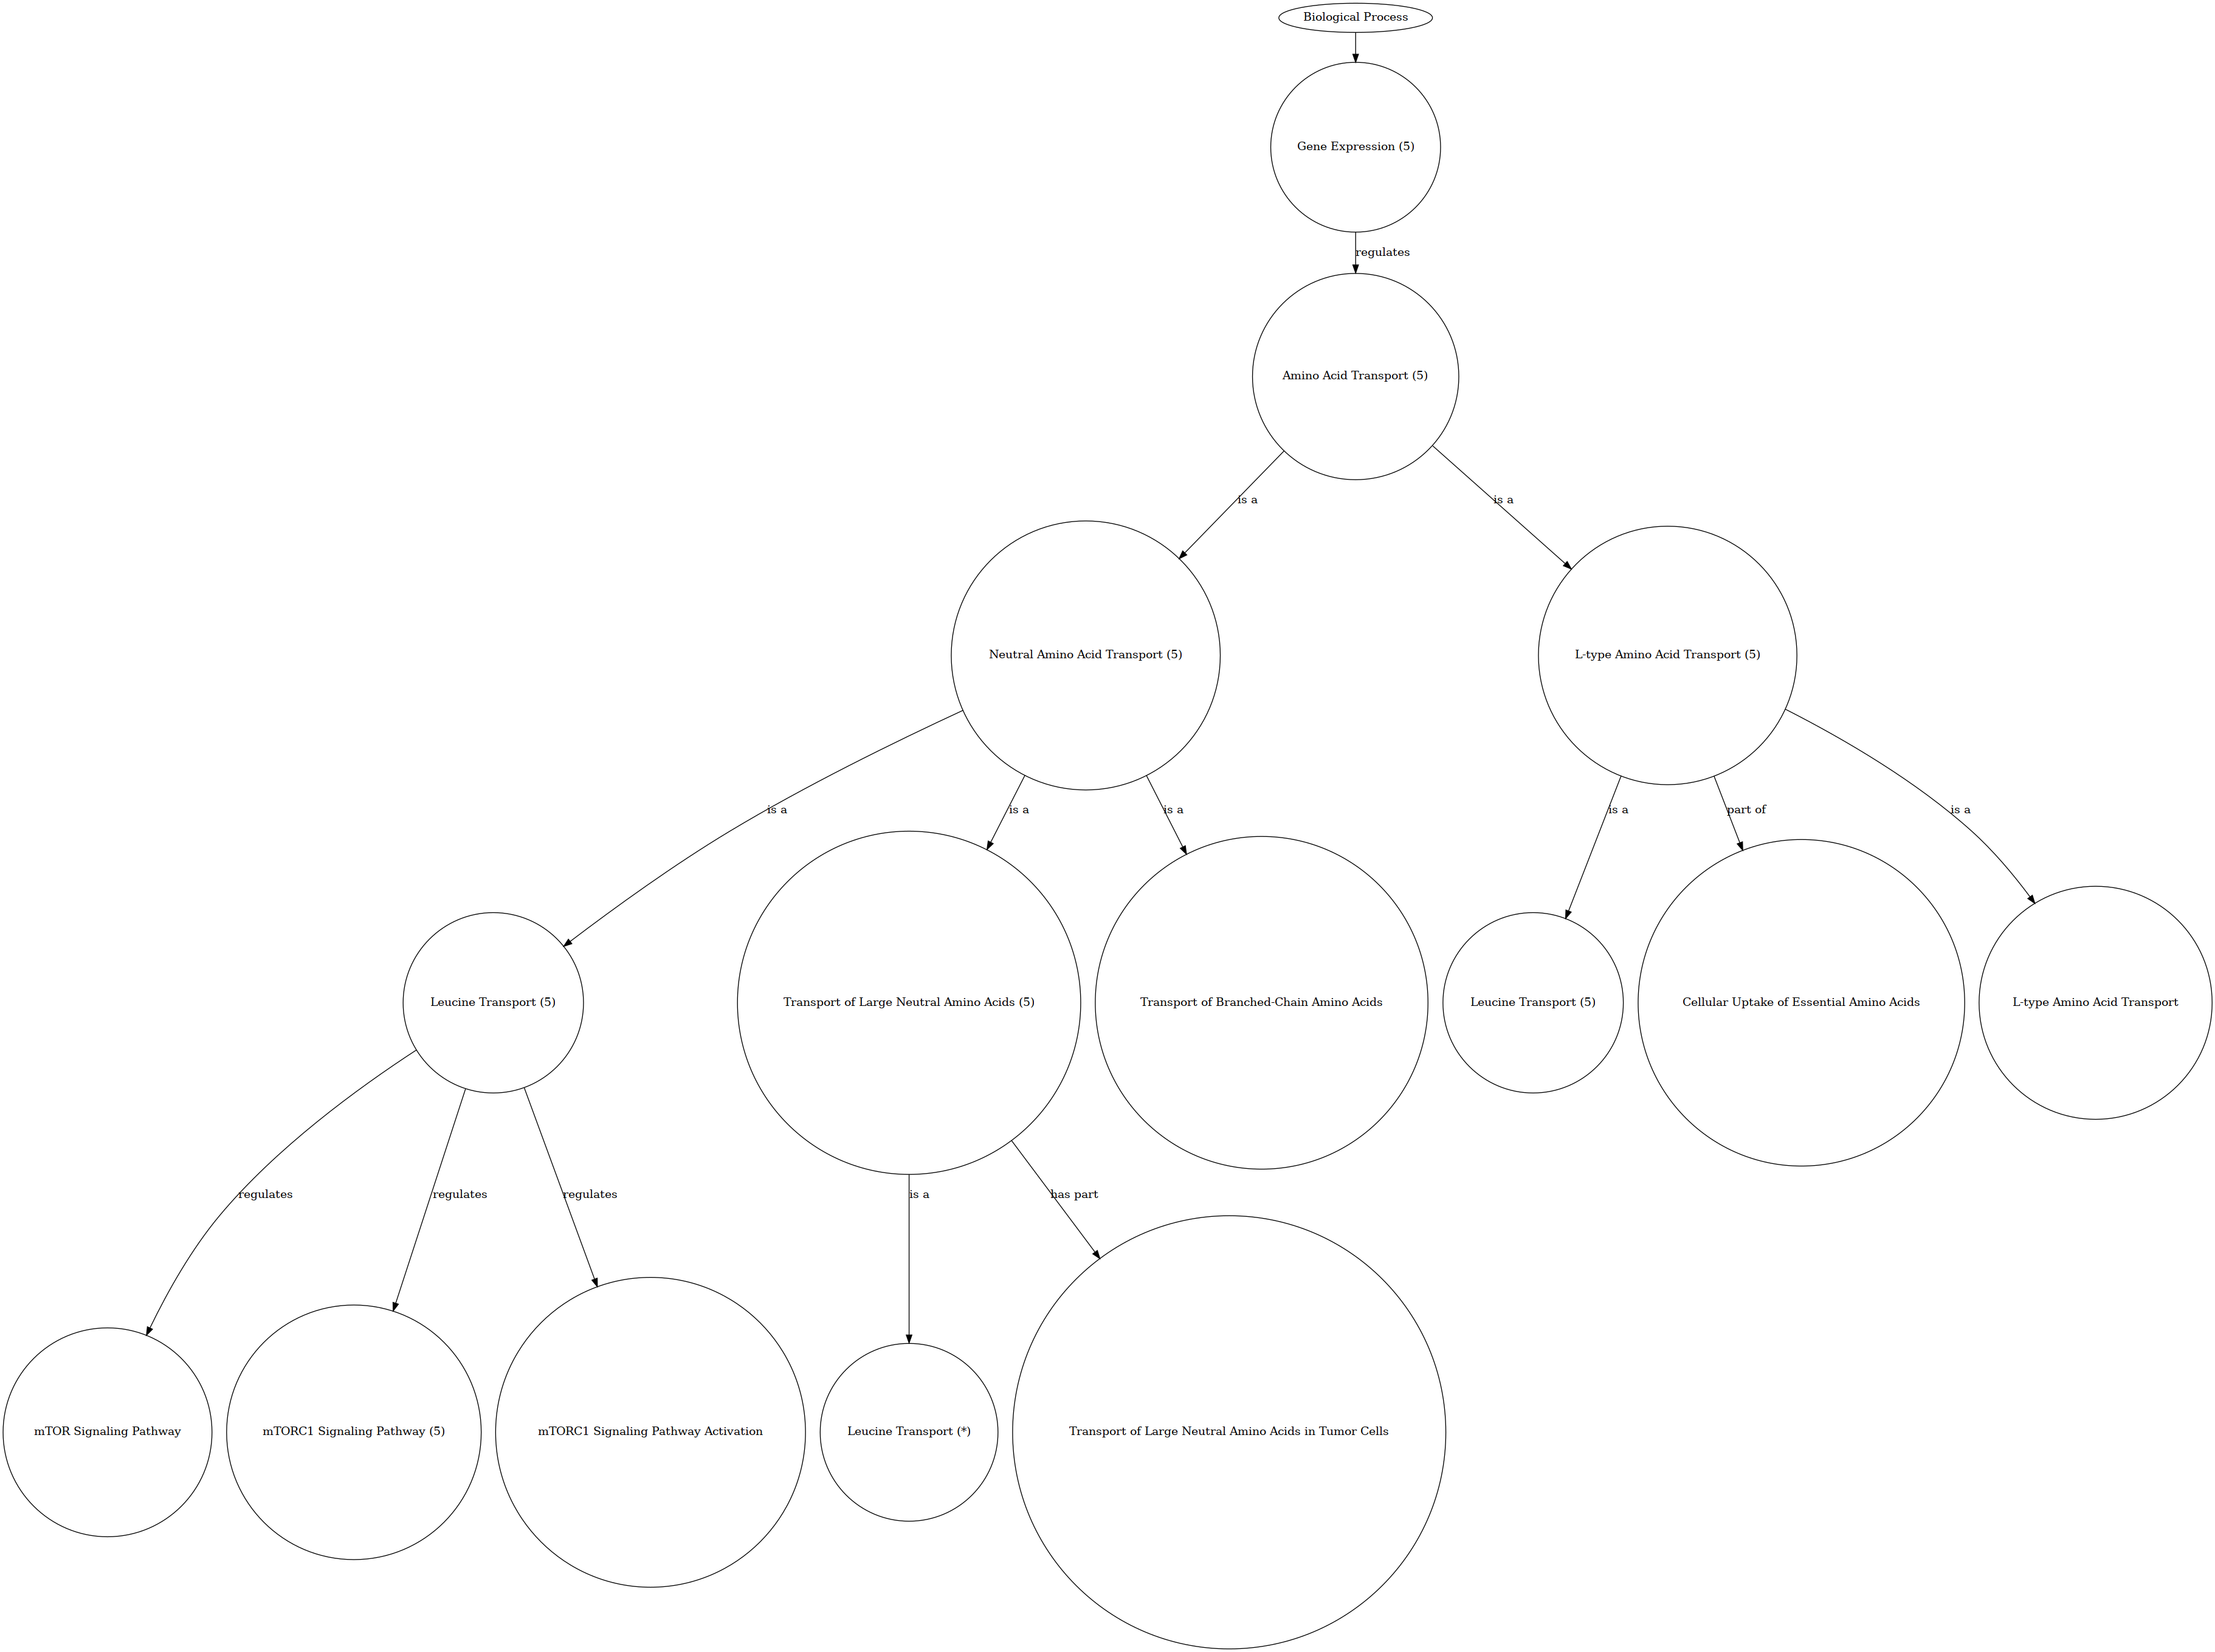 Biological Process
Gene Expression (5)
regulates
Amino Acid Transport (5)
is a
is a
Neutral Amino Acid Transport (5)
L-type Amino Acid Transport (5)
is a
is a
is a
is a
part of
is a
Leucine Transport (5)
Transport of Large Neutral Amino Acids (5)
Transport of Branched-Chain Amino Acids
Leucine Transport (5)
Cellular Uptake of Essential Amino Acids
L-type Amino Acid Transport
regulates
regulates
regulates
is a
has part
mTOR Signaling Pathway
mTORC1 Signaling Pathway (5)
mTORC1 Signaling Pathway Activation
Leucine Transport (*)
Transport of Large Neutral Amino Acids in Tumor Cells